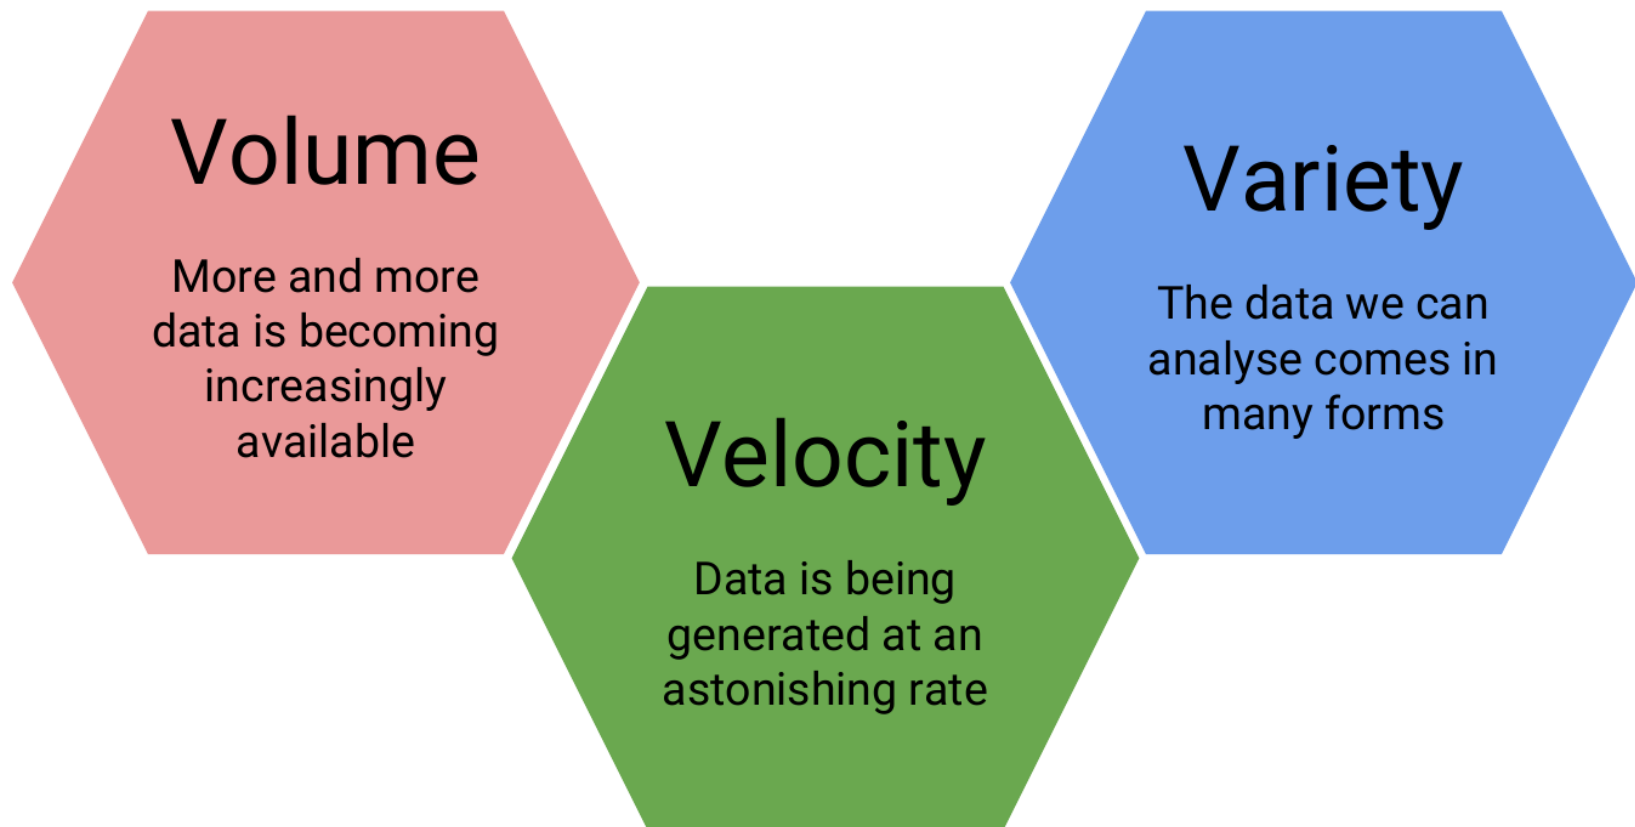 Volume
More and more
data is becoming
increasingly
available
Velocity
Data is being
generated at an
astonishing rate
Variety
The data we can
analyse comes in
many forms